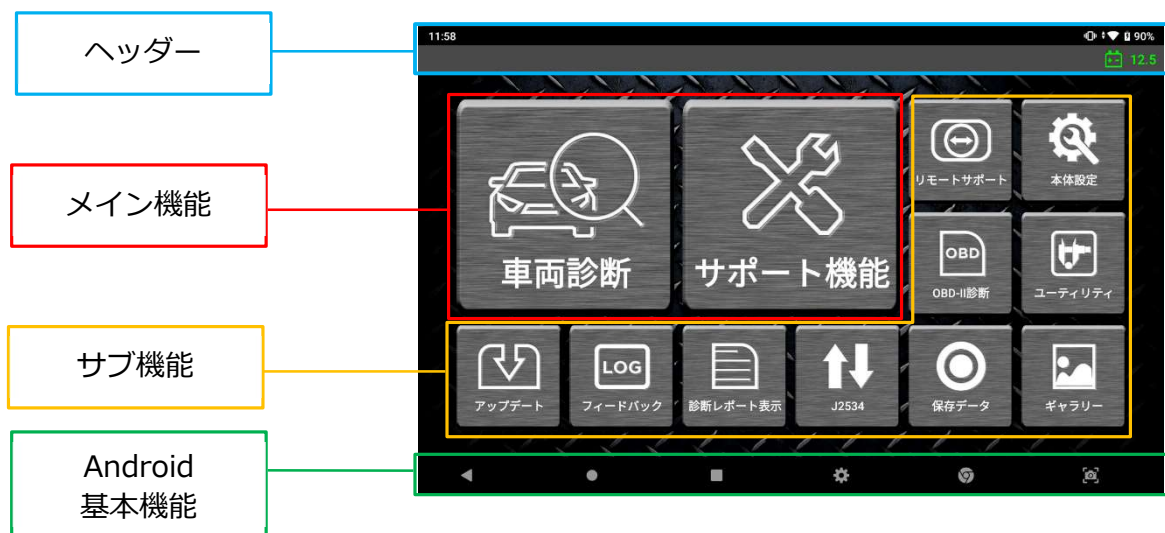 ヘッダー
メイン機能
サブ機能
Android
基本機能
11:58
90%
12.5
車両診断
サポート機能
リモートサポート
本体設定
OBD
OBD-II診断
ユーティリティ
アップデート
LOG
フィードバック
診断レポート表示
J2534
保存データ
ギャラリー